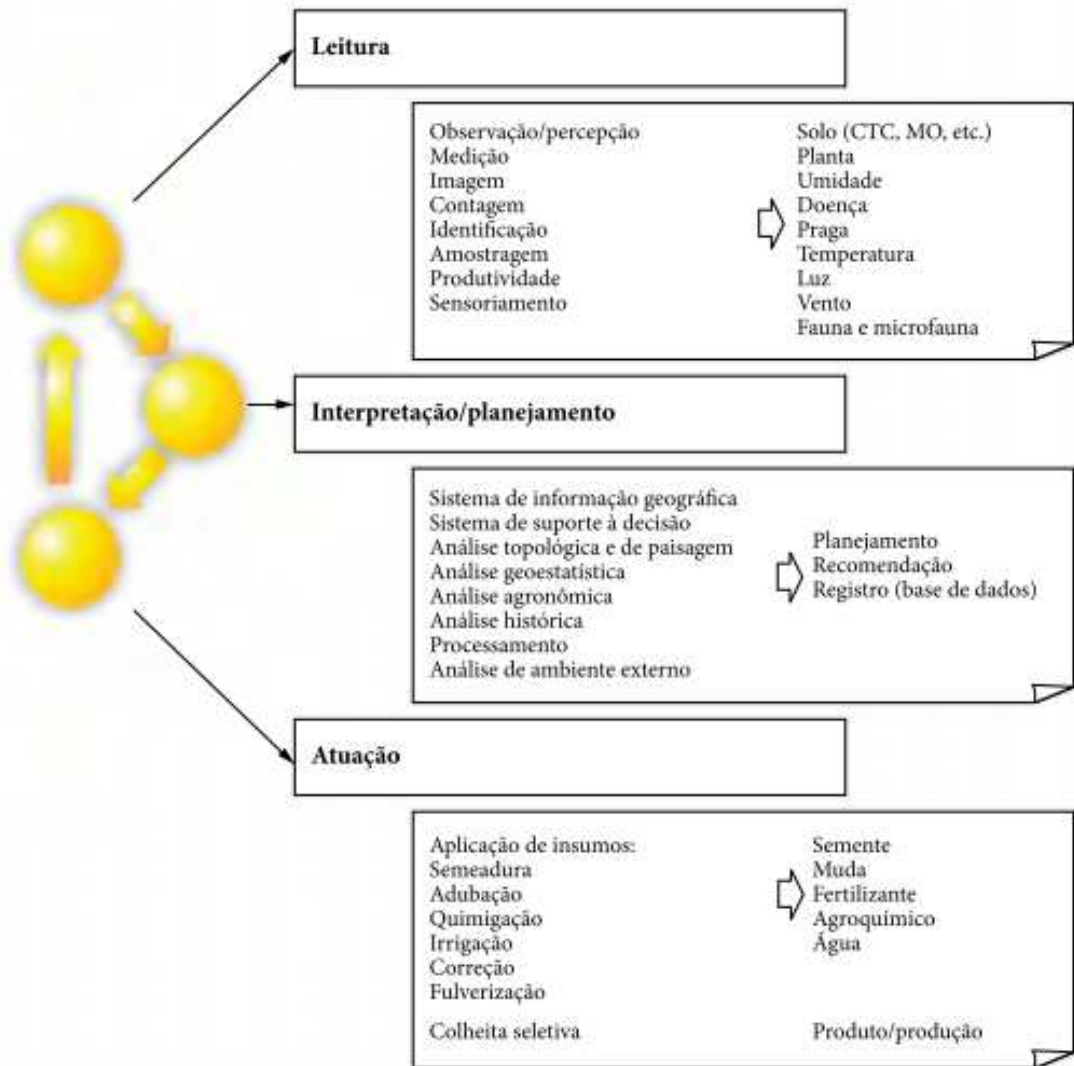 Leitura
Observação/percepção
Medição
Imagem
Contagem
Identificação
Amostragem
Produtividade
Sensoriamento
Solo (CTC, MO, etc.)
Planta
Umidade
Doença
Praga
Temperatura
Luz
Vento
Fauna e microfauna
Interpretação/planejamento
Sistema de informação geográfica
Sistema de suporte à decisão
Análise topológica e de paisagem
Análise geoestatística
Análise agronômica
Análise histórica
Processamento
Análise de ambiente externo
Planejamento
Recomendação
Registro (base de dados)
Atuação
Aplicação de insumos:
Semeadura
Adubação
Quimigação
Irrigação
Correção
Fulverização
Semente
Muda
Fertilizante
Agroquímico
Água
Colheita seletiva
Produto/produção